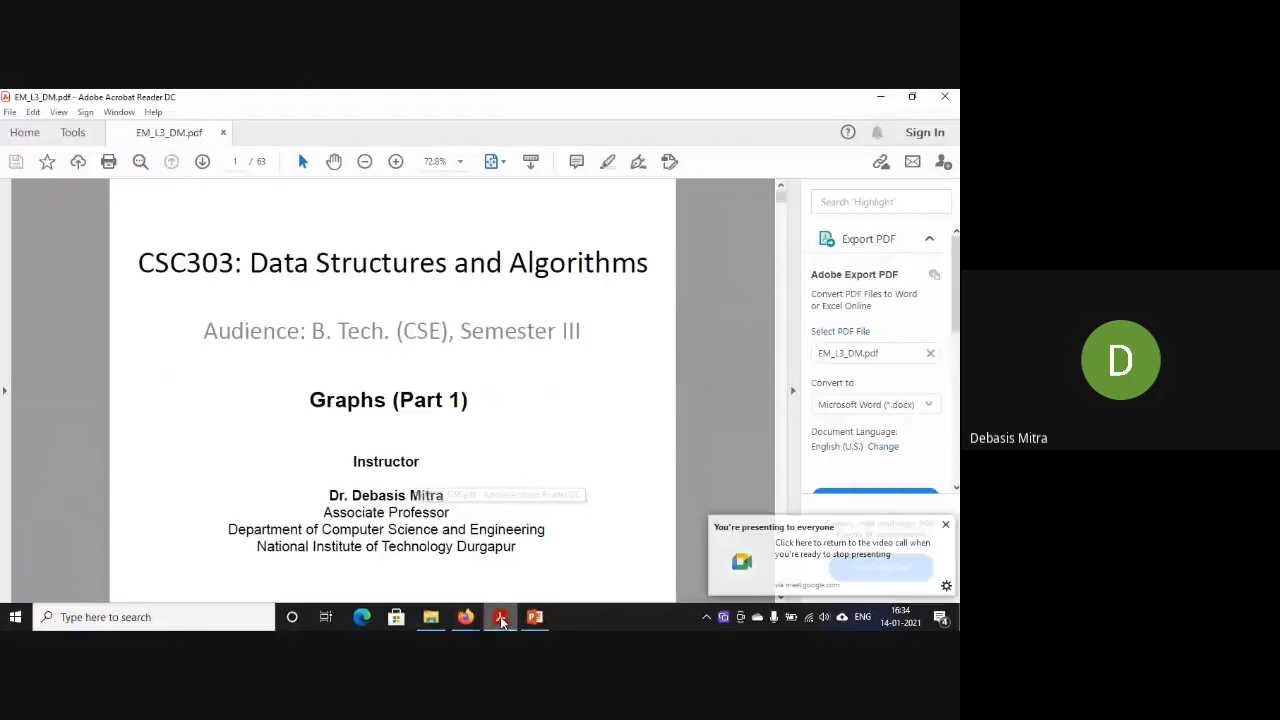 EM_L3_DM.pdf - Adobe Acrobat Reader DC
File Edit View Sign Window Help
Home Tools EM_L3_DM.pdf × Sign In
1 / 63 72.8%
CSC303: Data Structures and Algorithms
Audience: B. Tech. (CSE), Semester III
Graphs (Part 1)
Instructor
Dr. Debasis Mitra
Associate Professor
Department of Computer Science and Engineering
National Institute of Technology Durgapur
Search 'Highlight'
Export PDF
Adobe Export PDF
Convert PDF Files to Word
or Excel Online
Select PDF File
EM_L3_DM.pdf
Convert to
Microsoft Word (*.docx)
Document Language:
English (U.S.) Change
You're presenting to everyone
Click here to return to the video call when
you're ready to stop presenting
via meet.google.com
Type here to search
ENG
16:34
14-01-2021
4
D
Debasis Mitra